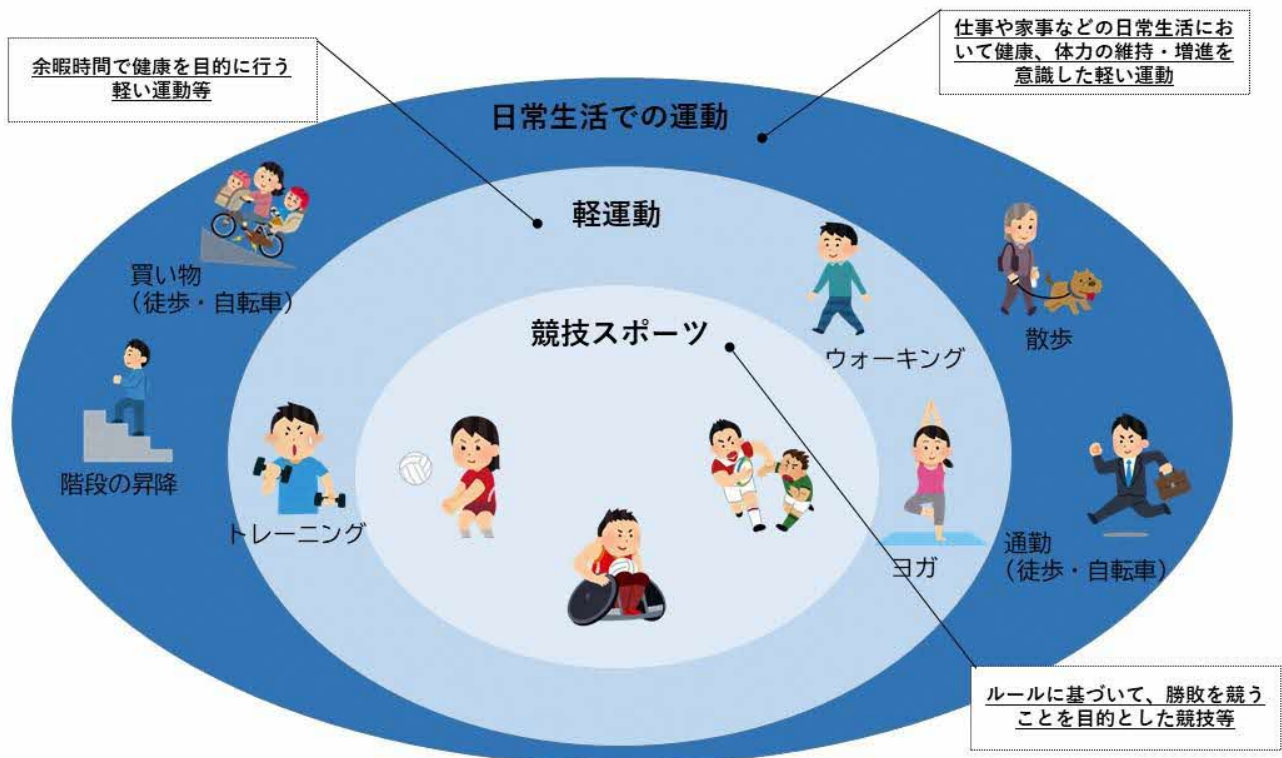 余暇時間で健康を目的に行う
軽い運動等
仕事や家事などの日常生活にお
いて健康、体力の維持・増進を
意識した軽い運動
日常生活での運動
軽運動
競技スポーツ
買い物
（徒歩・自転車）
階段の昇降
トレーニング
ウォーキング
散歩
ヨガ
通勤
（徒歩・自転車）
ルールに基づいて、勝敗を競う
ことを目的とした競技等